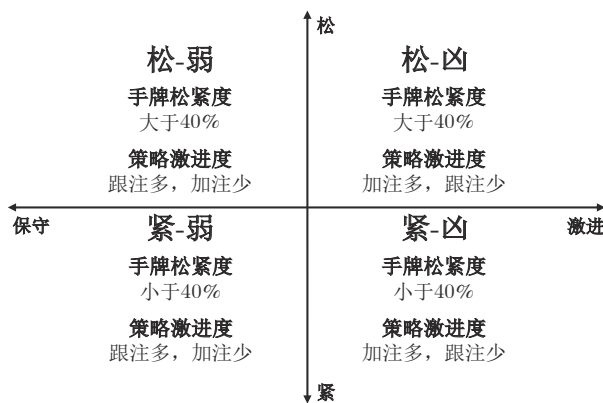 松
松-弱
手牌松紧度
大于40%
策略激进度
跟注多，加注少
松-凶
手牌松紧度
大于40%
策略激进度
加注多，跟注少
保守
激进
紧-弱
手牌松紧度
小于40%
策略激进度
跟注多，加注少
紧-凶
手牌松紧度
小于40%
策略激进度
加注多，跟注少
紧